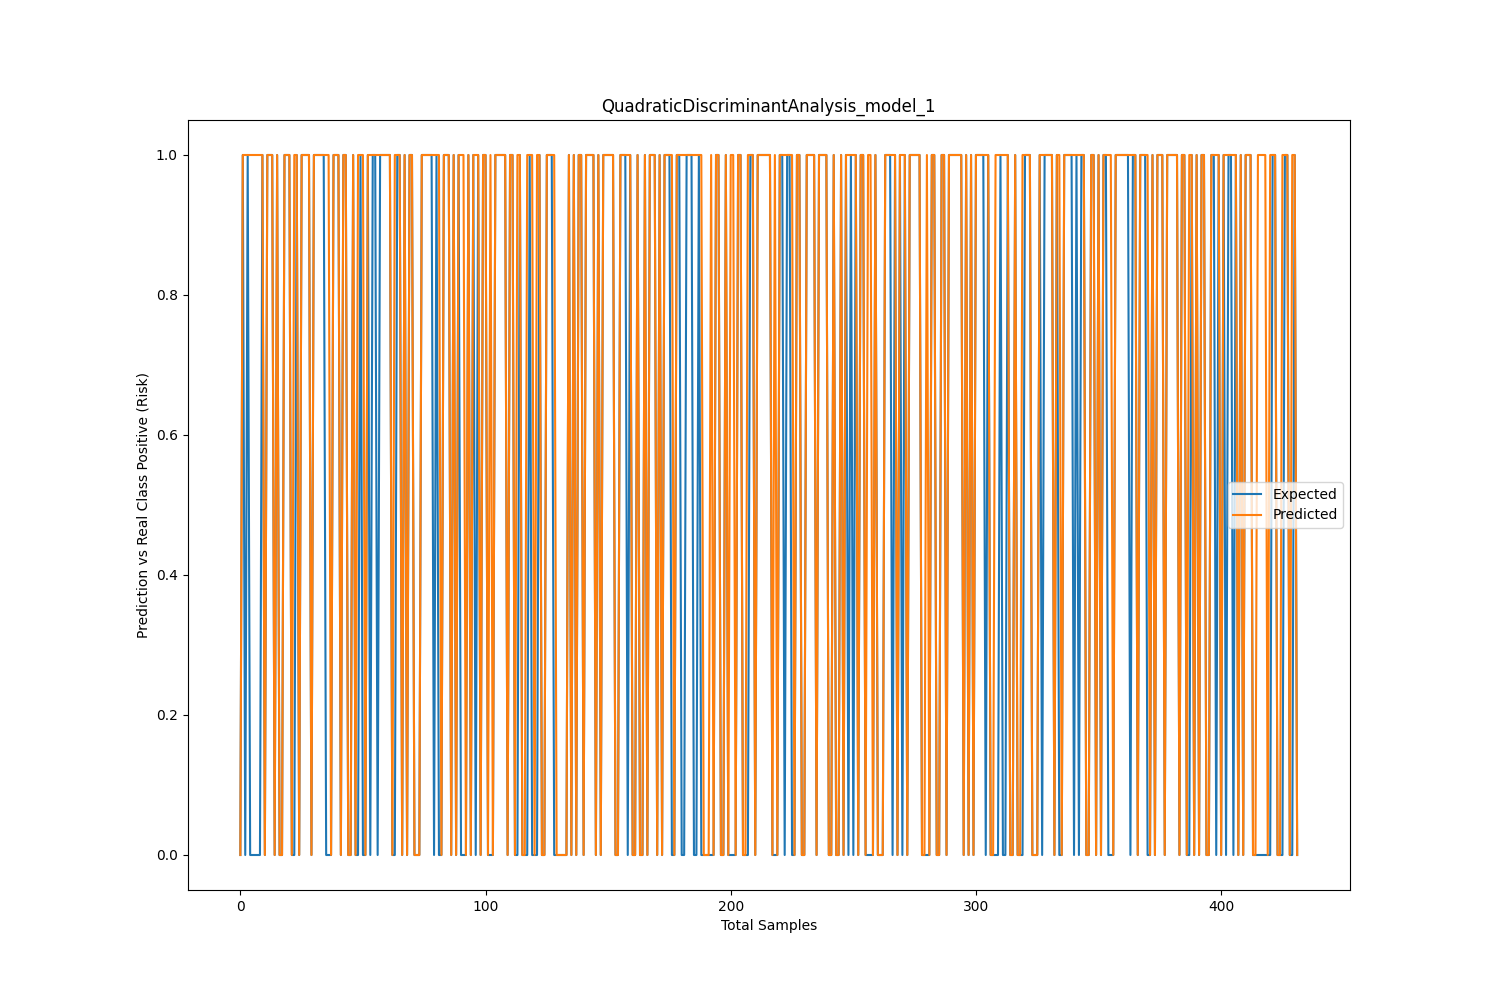 QuadraticDiscriminantAnalysis_model_1
1.0
0.8
0.6
0.4
0.2
0.0
Prediction vs Real Class Positive (Risk)
Expected
Predicted
0
100
200
300
400
Total Samples